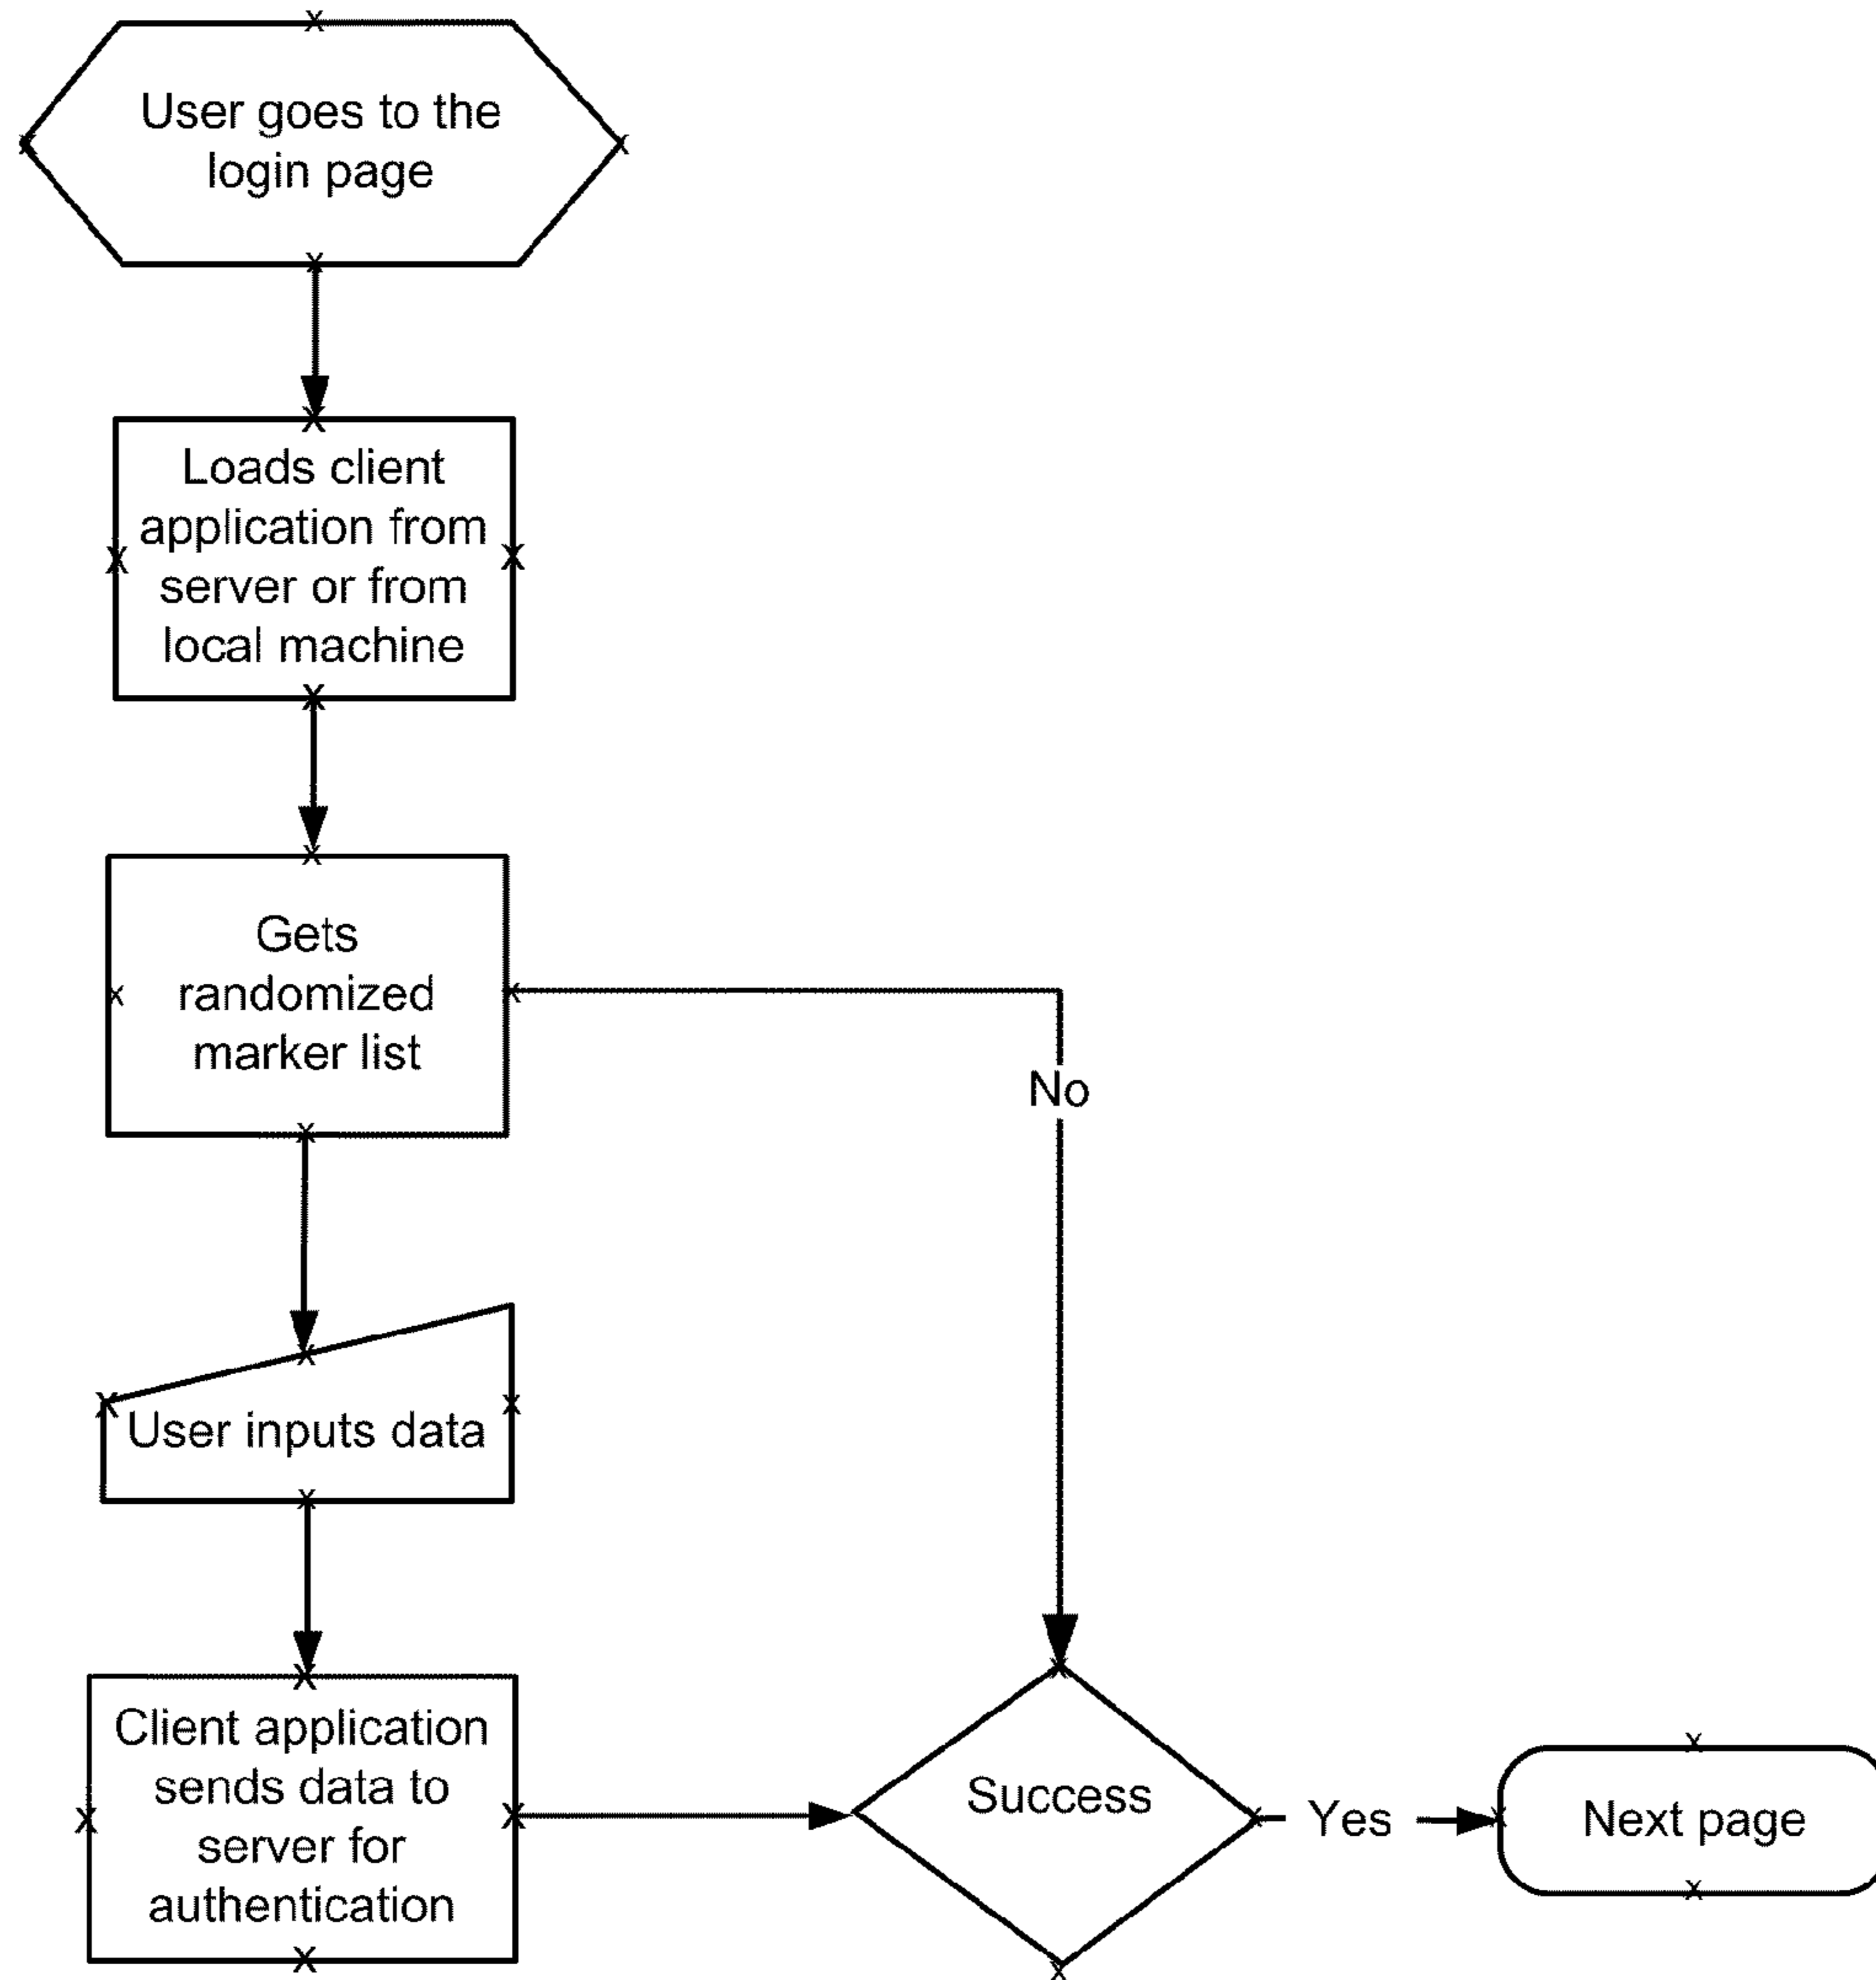 User goes to the
login page
Loads client
application from
server or from
local machine
Gets
randomized
marker list
No
User inputs data
Client application
sends data to
server for
authentication
Success
Yes
Next page